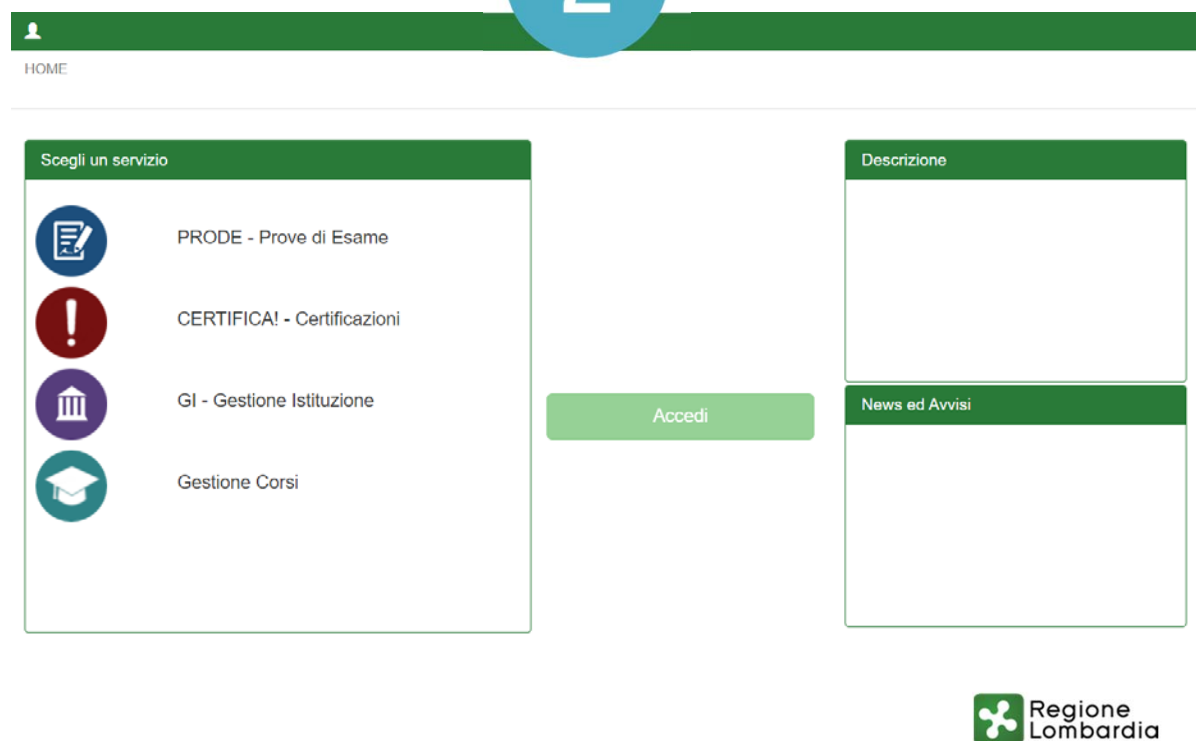 2
HOME
Scegli un servizio
PRODE - Prove di Esame
CERTIFICA! - Certificazioni
GI - Gestione Istituzione
Gestione Corsi
Accedi
Descrizione
News ed Avvisi
Regione
Lombardia